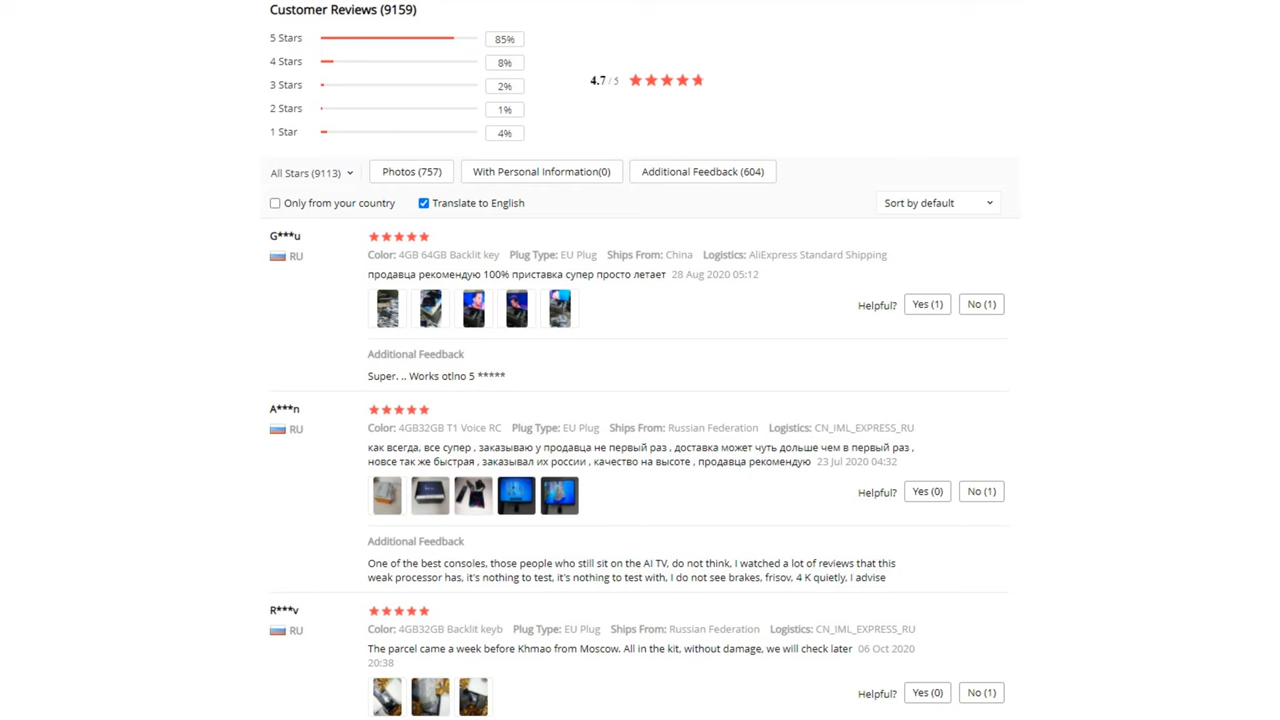 Customer Reviews (9159)
5 Stars 85%
4 Stars 8%
3 Stars 2%
2 Stars 1%
1 Star 4%
4.7 / 5
All Stars (9113) Photos (757) With Personal Information(0) Additional Feedback (604)
Only from your country Translate to English Sort by default
G***u
RU
Color: 4GB 64GB Backlit key Plug Type: EU Plug Ships From: China Logistics: AliExpress Standard Shipping
продавца рекомендую 100% приставка супер просто летает 28 Aug 2020 05:12
Helpful? Yes (1) No (1)
Additional Feedback
Super. .. Works otlno 5 *****
A***n
RU
Color: 4GB32GB T1 Voice RC Plug Type: EU Plug Ships From: Russian Federation Logistics: CN_IML_EXPRESS_RU
как всегда, все супер , заказываю у продавца не первый раз , доставка может чуть дольше чем в первый раз ,
новсе так же быстрая , заказывал их россии , качество на высоте , продавца рекомендую 23 Jul 2020 04:32
Helpful? Yes (0) No (1)
Additional Feedback
One of the best consoles, those people who still sit on the AI TV, do not think, I watched a lot of reviews that this
weak processor has, it's nothing to test, it's nothing to test with, I do not see brakes, frisov, 4 K quietly, I advise
R***v
RU
Color: 4GB32GB Backlit keyb Plug Type: EU Plug Ships From: Russian Federation Logistics: CN_IML_EXPRESS_RU
The parcel came a week before Khmao from Moscow. All in the kit, without damage, we will check later 06 Oct 2020
20:38
Helpful? Yes (0) No (1)